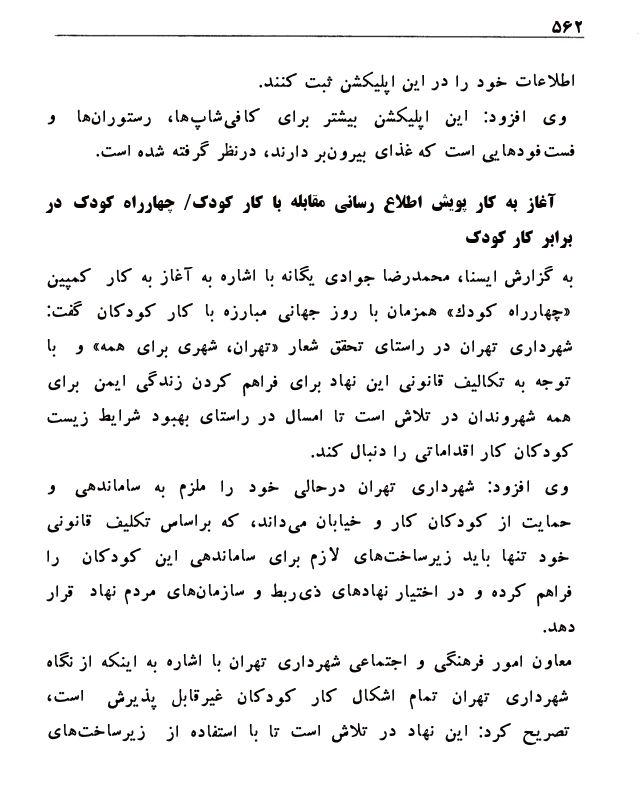 ۵۶۲
اطلاعات خود را در این اپلیکشن ثبت کنند.
وی افزود: این اپلیکشن بیشتر برای کافی‌شاپ‌ها، رستوران‌ها و
فست‌فودهایی است که غذای بیرون‌بر دارند، درنظر گرفته شده است.
آغاز به کار پویش اطلاع رسانی مقابله با کار کودک/ چهارراه کودک در
برابر کار کودک
به گزارش ایسنا، محمدرضا جوادی یگانه با اشاره به آغاز به کار کمپین
«چهارراه کودك» همزمان با روز جهانی مبارزه با کار کودکان گفت:
شهرداری تهران در راستای تحقق شعار «تهران، شهری برای همه» و با
توجه به تکالیف قانونی این نهاد برای فراهم کردن زندگی ایمن برای
همه شهروندان در تلاش است تا امسال در راستای بهبود شرایط زیست
کودکان کار اقداماتی را دنبال کند.
وی افزود: شهرداری تهران درحالی خود را ملزم به ساماندهی و
حمایت از کودکان کار و خیابان می‌داند، که براساس تکلیف قانونی
خود تنها باید زیرساخت‌های لازم برای ساماندهی این کودکان را
فراهم کرده و در اختیار نهادهای ذی‌ربط و سازمان‌های مردم نهاد قرار
دهد.
معاون امور فرهنگی و اجتماعی شهرداری تهران با اشاره به اینکه از نگاه
شهرداری تهران تمام اشکال کار کودکان غیرقابل پذیرش است،
تصریح کرد: این نهاد در تلاش است تا با استفاده از زیرساخت‌های